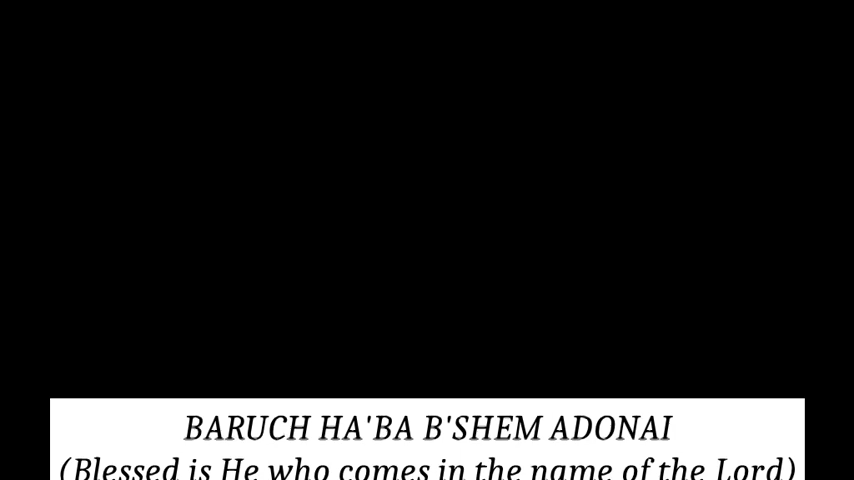 BARUCH HA'BA B'SHEM ADONAI
(Blessed is He who comes in the name of the Lord)